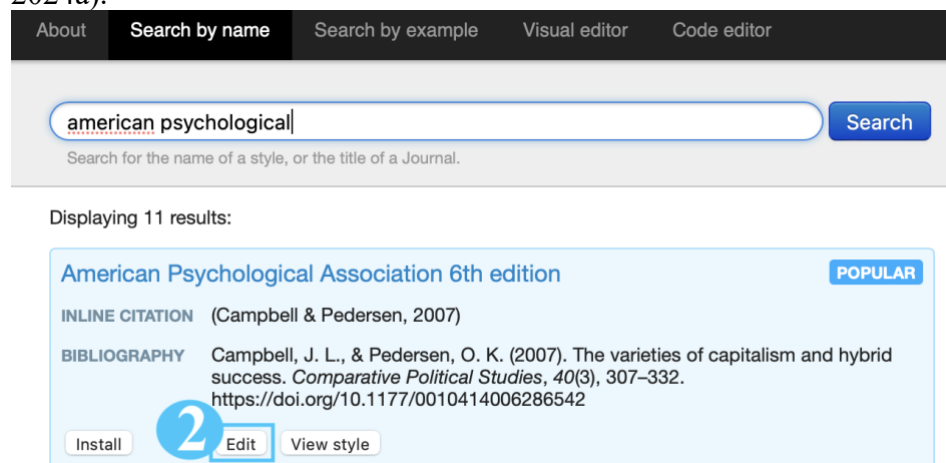 2024a).
About Search by name Search by example Visual editor Code editor
american psychological
Search
Search for the name of a style, or the title of a Journal.
Displaying 11 results:
American Psychological Association 6th edition POPULAR
INLINE CITATION (Campbell & Pedersen, 2007)
BIBLIOGRAPHY Campbell, J. L., & Pedersen, O. K. (2007). The varieties of capitalism and hybrid
success. Comparative Political Studies, 40(3), 307–332.
https://doi.org/10.1177/0010414006286542
Install 2 Edit View style